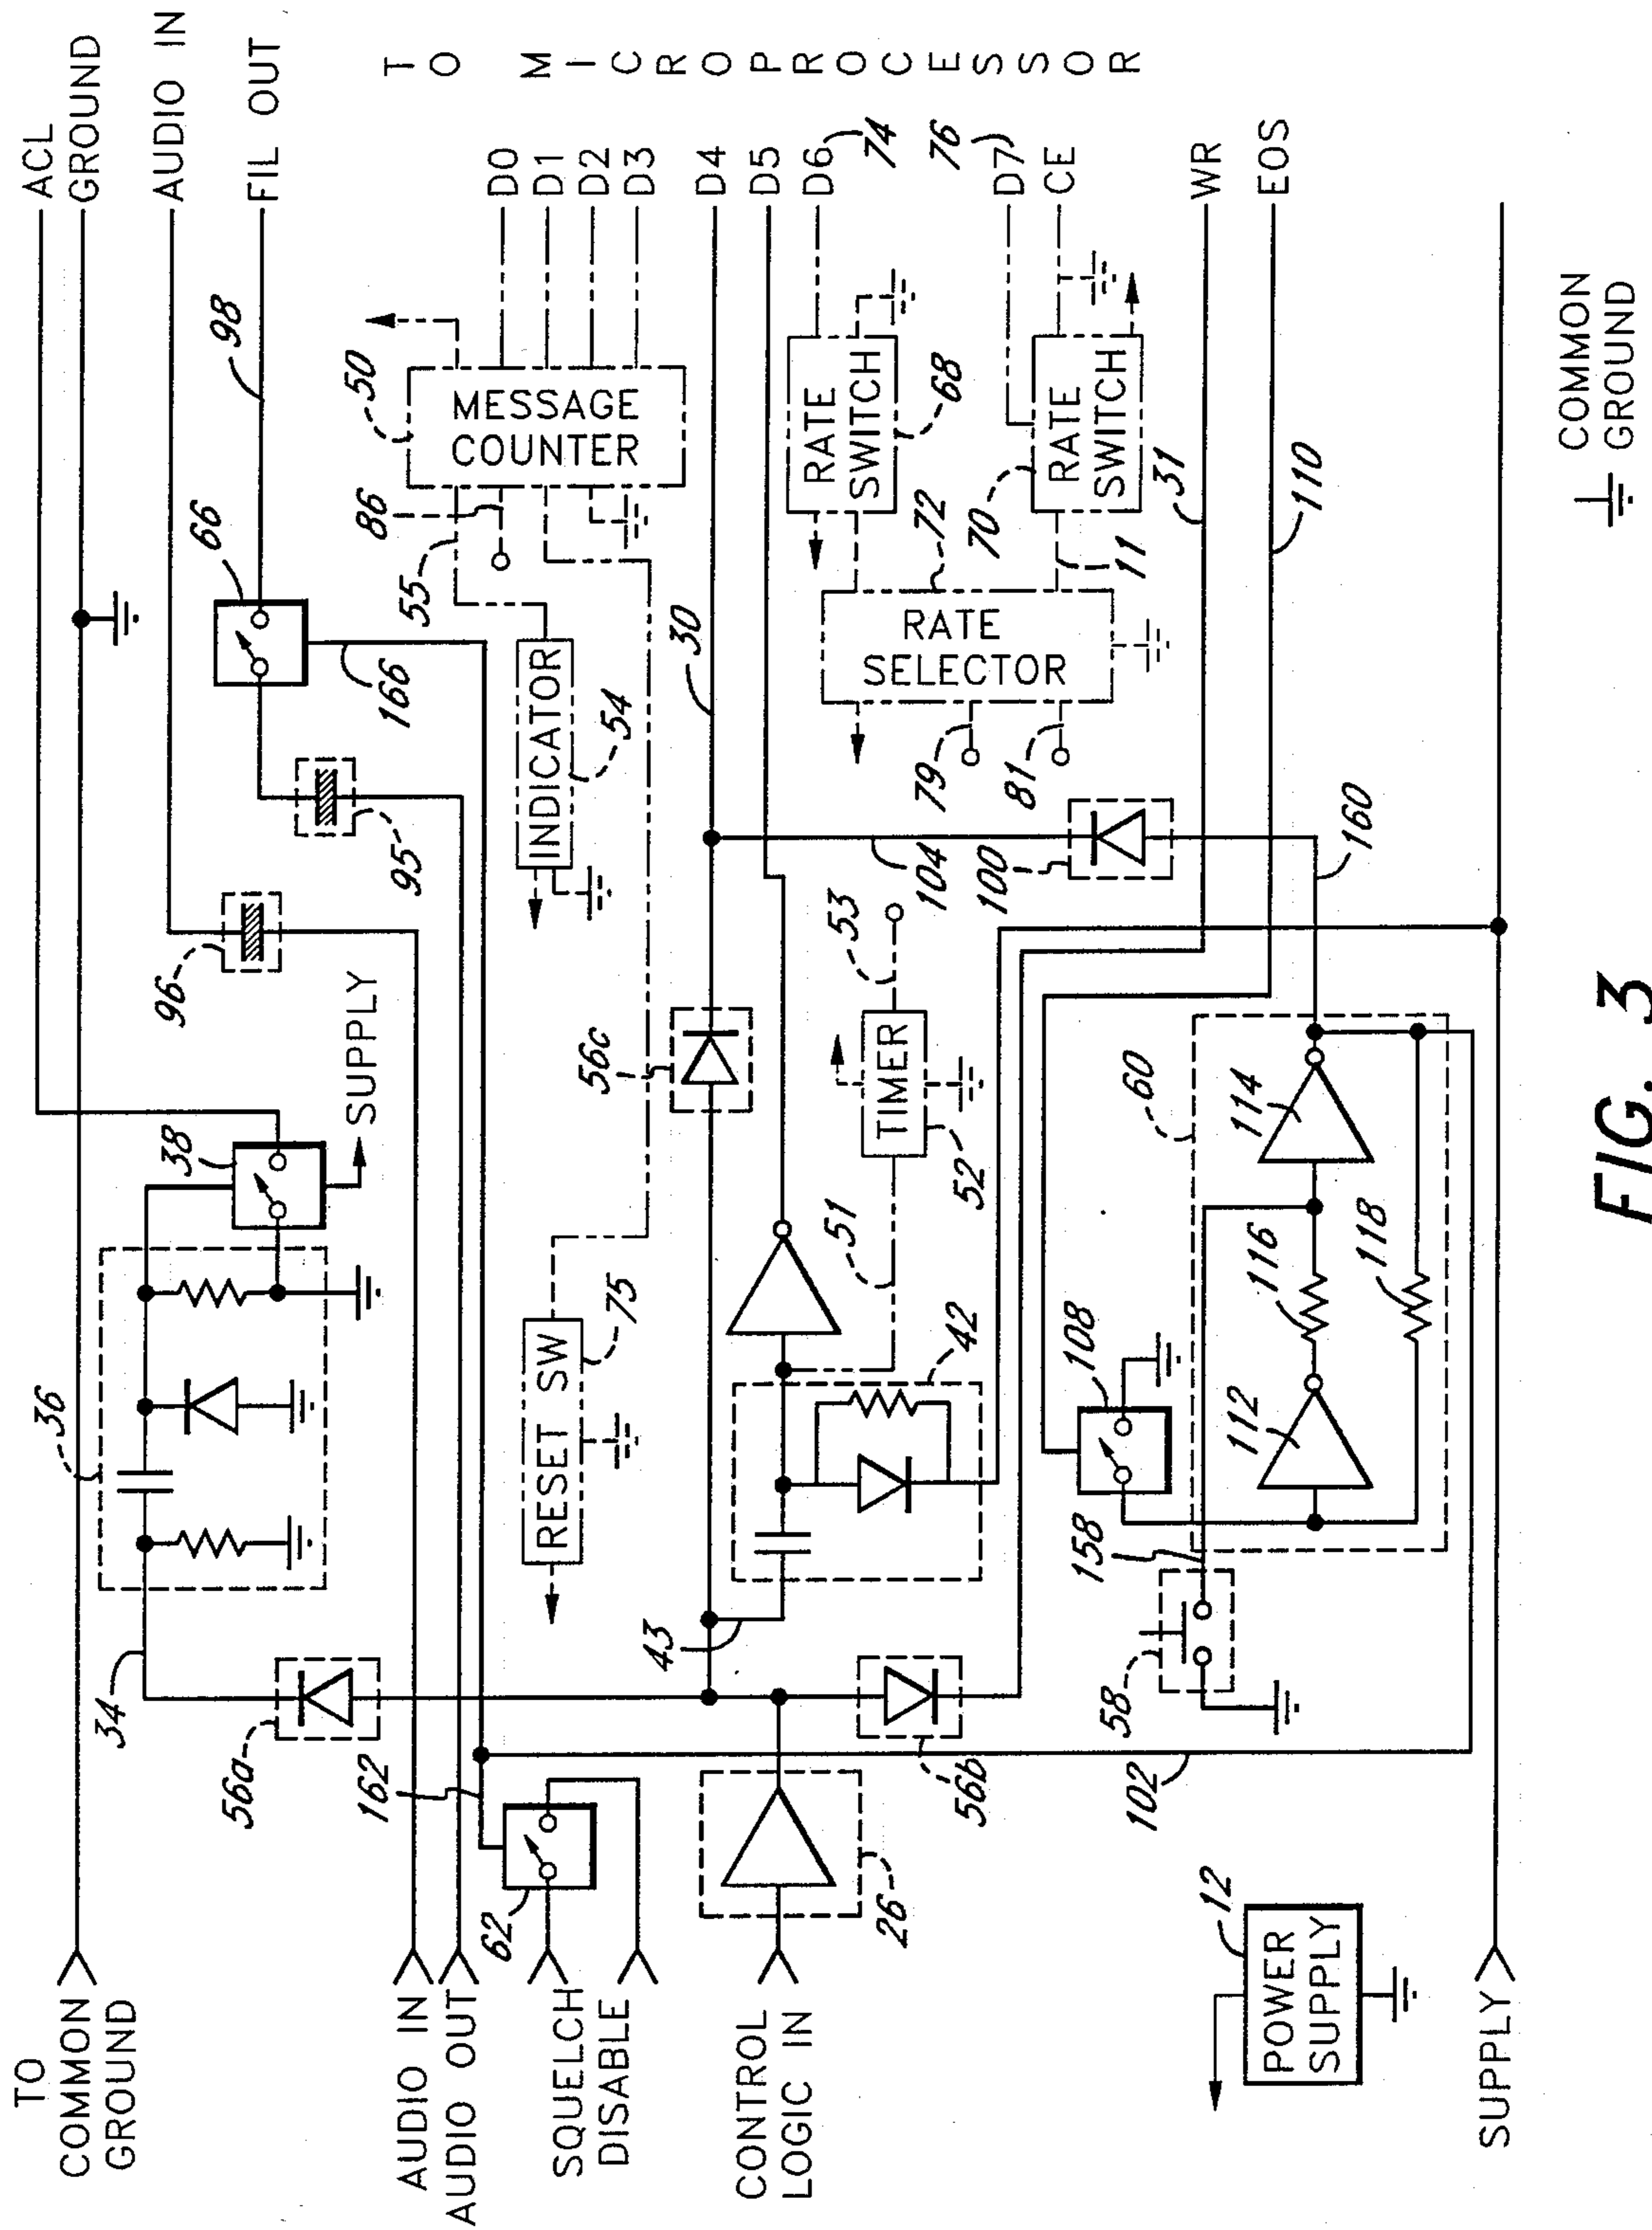 TO
COMMON
GROUND
AUDIO IN
AUDIO OUT
SQUELCH
DISABLE
CONTROL
LOGIC IN
SUPPLY
12
POWER
SUPPLY
34
36
56a
162
62
26
56b
102
43
42
58
158
108
112
116
114
118
60
160
38
SUPPLY
RESET SW
75
51
TIMER
52
53
56c
96
95
66
166
98
INDICATOR
54
55
86
50
MESSAGE
COUNTER
30
104
100
79
81
RATE
SELECTOR
72
RATE
SWITCH
68
70
RATE
SWITCH
11
31
110
ACL
GROUND
AUDIO IN
FIL OUT
D0
D1
D2
D3
D4
D5
D6
74
76
D7
CE
WR
EOS
TO MICROPROCESSOR
COMMON
GROUND
FIG. 3